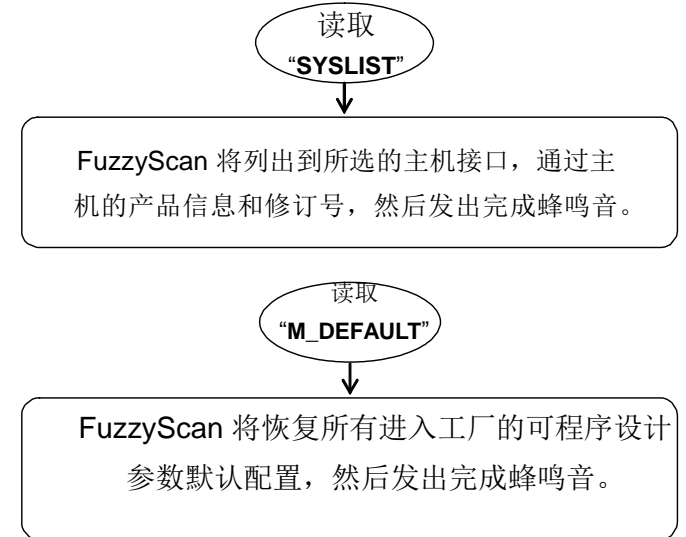 读取
“SYSLIST”
FuzzyScan 将列出到所选的主机接口，通过主
机的产品信息和修订号，然后发出完成蜂鸣音。
读取
“M_DEFAULT”
FuzzyScan 将恢复所有进入工厂的可程序设计
参数默认配置，然后发出完成蜂鸣音。